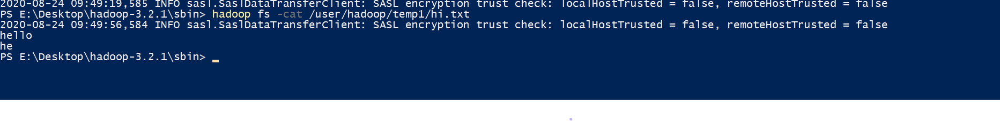 2020-08-24 09:49:19,585 INFO sasl.SaslDataTransferClient: SASL encryption trust check: localHostTrusted = false, remoteHostTrusted = false
PS E:\Desktop\hadoop-3.2.1\sbin> hadoop fs -cat /user/hadoop/temp1/hi.txt
2020-08-24 09:49:56,584 INFO sasl.SaslDataTransferClient: SASL encryption trust check: localHostTrusted = false, remoteHostTrusted = false
hello
he
PS E:\Desktop\hadoop-3.2.1\sbin>